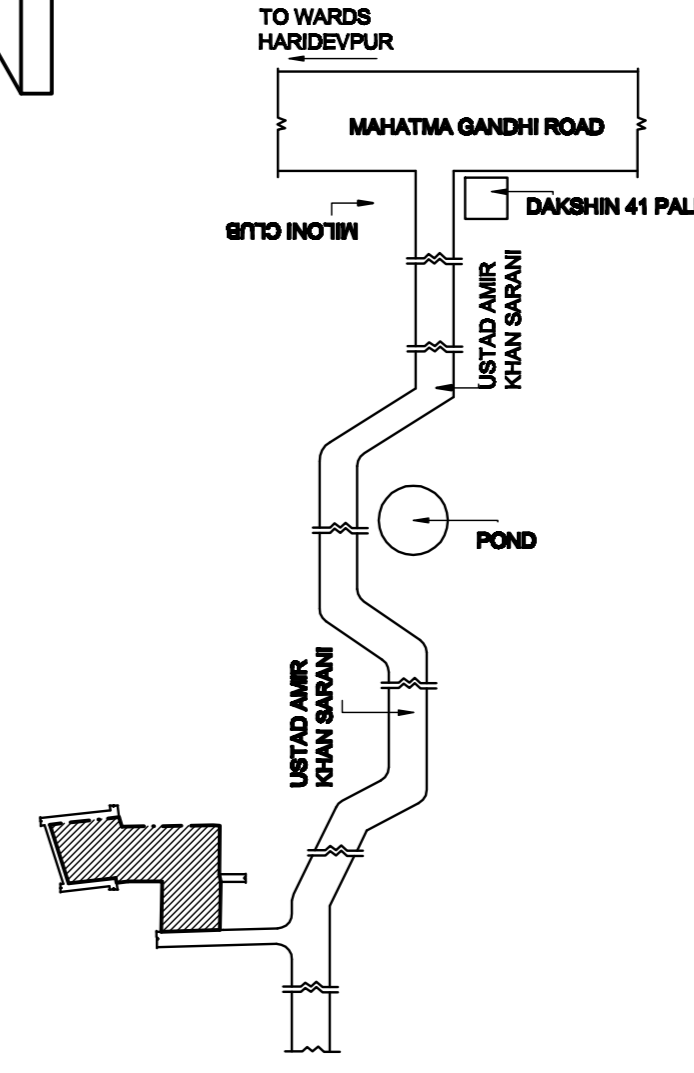 TO WARDS
HARIDEVPUR
MAHATMA GANDHI ROAD
DAKSHIN 41 PALL
MILONI CLUB
USTAD AMIR
KHAN SARANI
POND
USTAD AMIR
KHAN SARANI